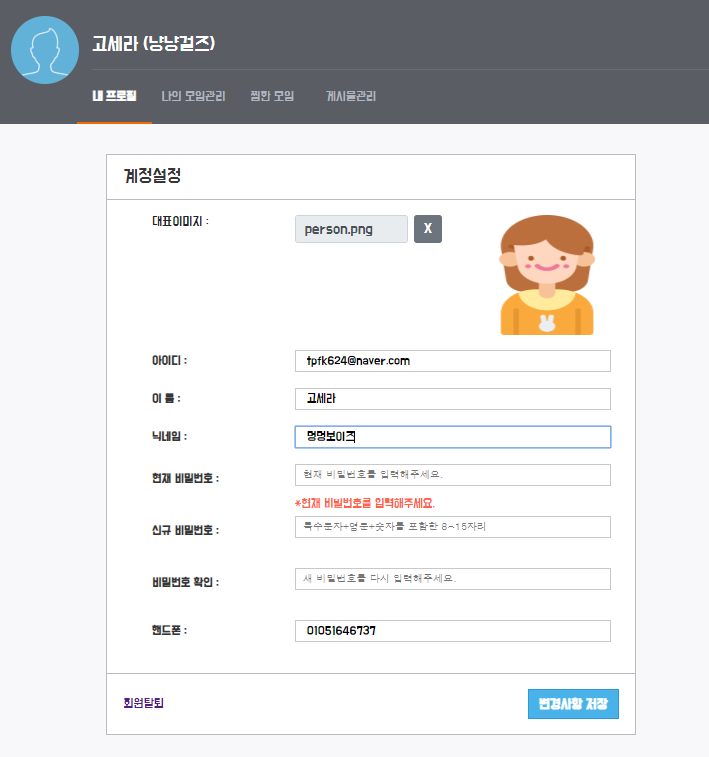 고세라 (냥냥걸즈)
내 프로필 나의 모임관리 찜한 모임 게시물관리
계정설정
대표이미지 : person.png X
아이디 : tpfk624@naver.com
이 름 : 고세라
닉네임 : 멍멍보이즈
현재 비밀번호 : 현재 비밀번호를 입력해주세요.
*현재 비밀번호를 입력해주세요.
신규 비밀번호 : 특수문자+영문+숫자를 포함한 8~15자리
비밀번호 확인 : 새 비밀번호를 다시 입력해주세요.
핸드폰 : 01051646737
회원탈퇴 변경사항 저장